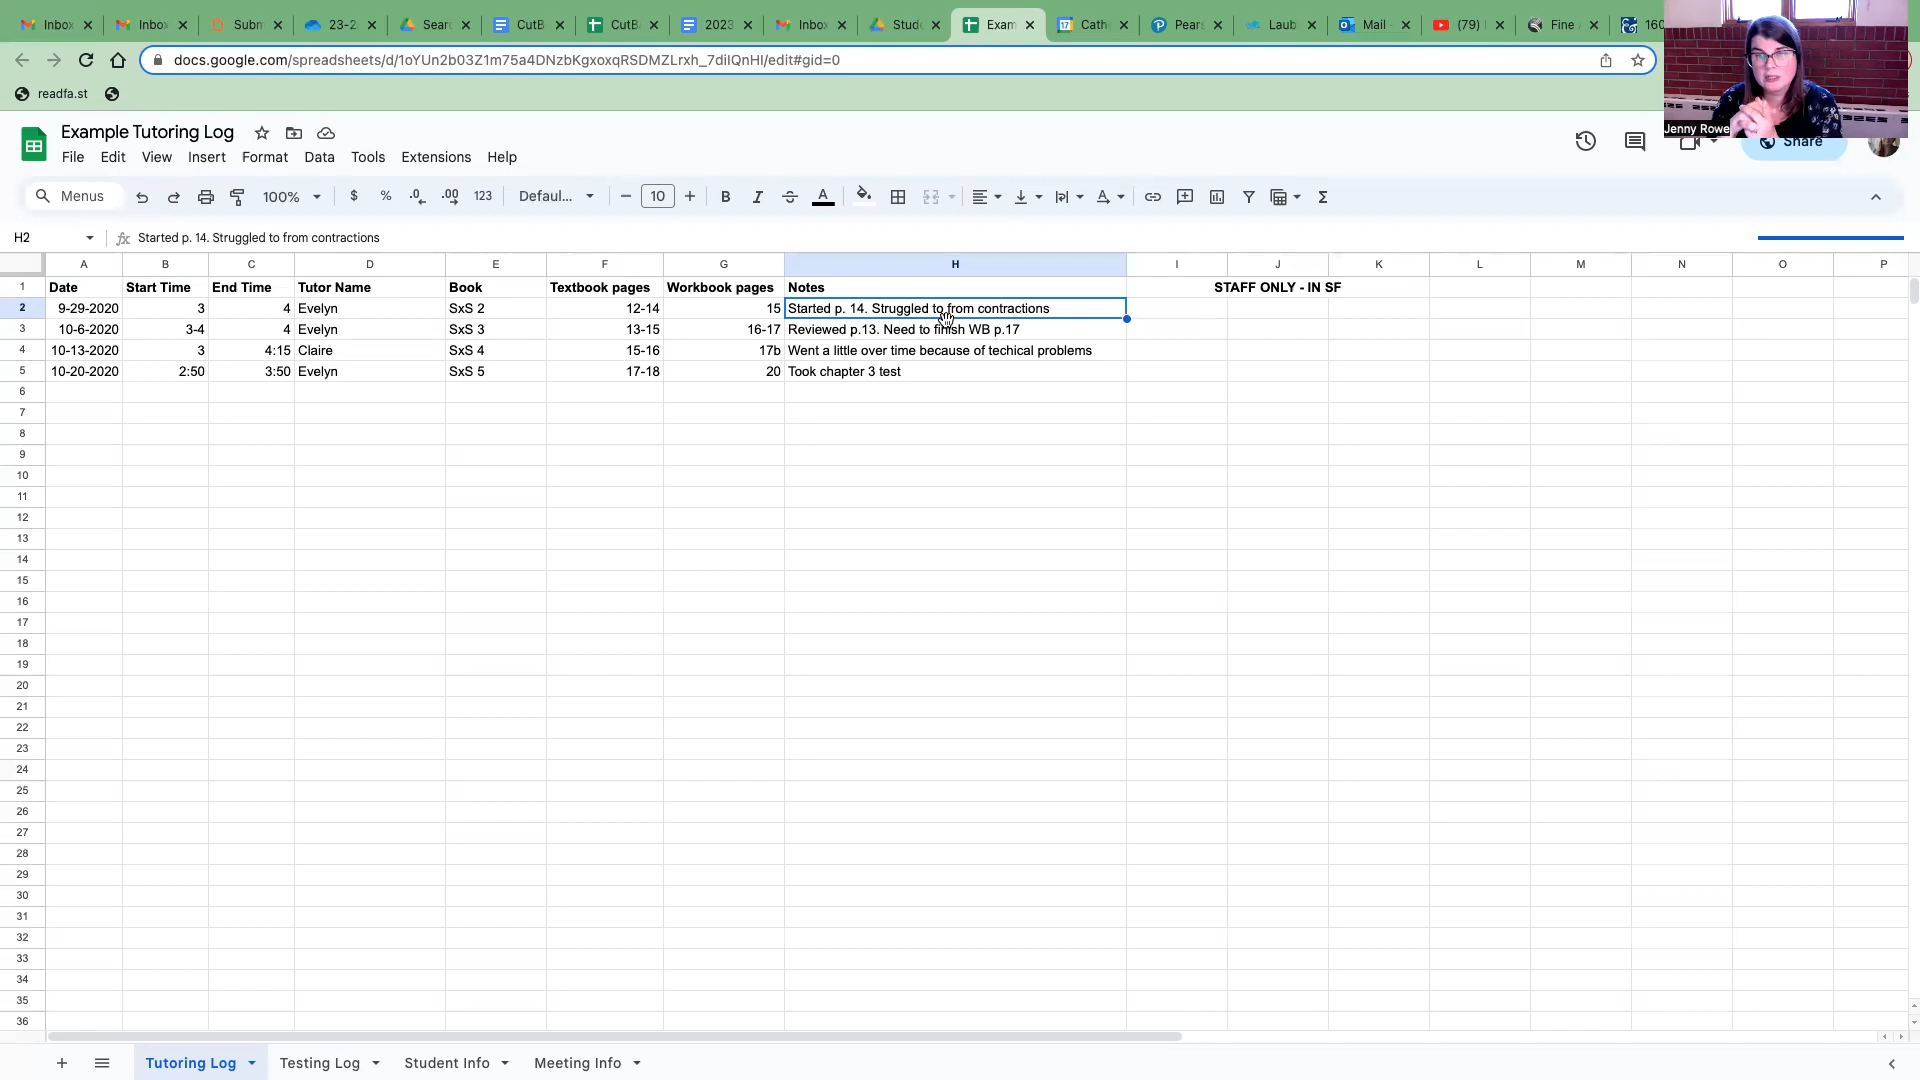 Inbox Inbox Subm 23-2 Sear CutB CutB 2023 Inbox Stude Exam Cath Pears Laub Mail - (79) Fine 160
docs.google.com/spreadsheets/d/1oYUn2b03Z1m75a4DNzbKgxoxqRSDMZLrxh_7diIQnHI/edit#gid=0
readfa.st
Jenny Rowe
Example Tutoring Log
File Edit View Insert Format Data Tools Extensions Help
Share
Menus 100% $ % .0 .00 123 Defaul... 10 B I A Σ
H2 fx Started p. 14. Struggled to from contractions
A B C D E F G H I J K L M N O P
1 Date Start Time End Time Tutor Name Book Textbook pages Workbook pages Notes STAFF ONLY - IN SF
2 9-29-2020 3 4 Evelyn SxS 2 12-14 15 Started p. 14. Struggled to from contractions
3 10-6-2020 3-4 4 Evelyn SxS 3 13-15 16-17 Reviewed p.13. Need to finish WB p.17
4 10-13-2020 3 4:15 Claire SxS 4 15-16 17b Went a little over time because of techical problems
5 10-20-2020 2:50 3:50 Evelyn SxS 5 17-18 20 Took chapter 3 test
6
7
8
9
10
11
12
13
14
15
16
17
18
19
20
21
22
23
24
25
26
27
28
29
30
31
32
33
34
35
36
Tutoring Log Testing Log Student Info Meeting Info